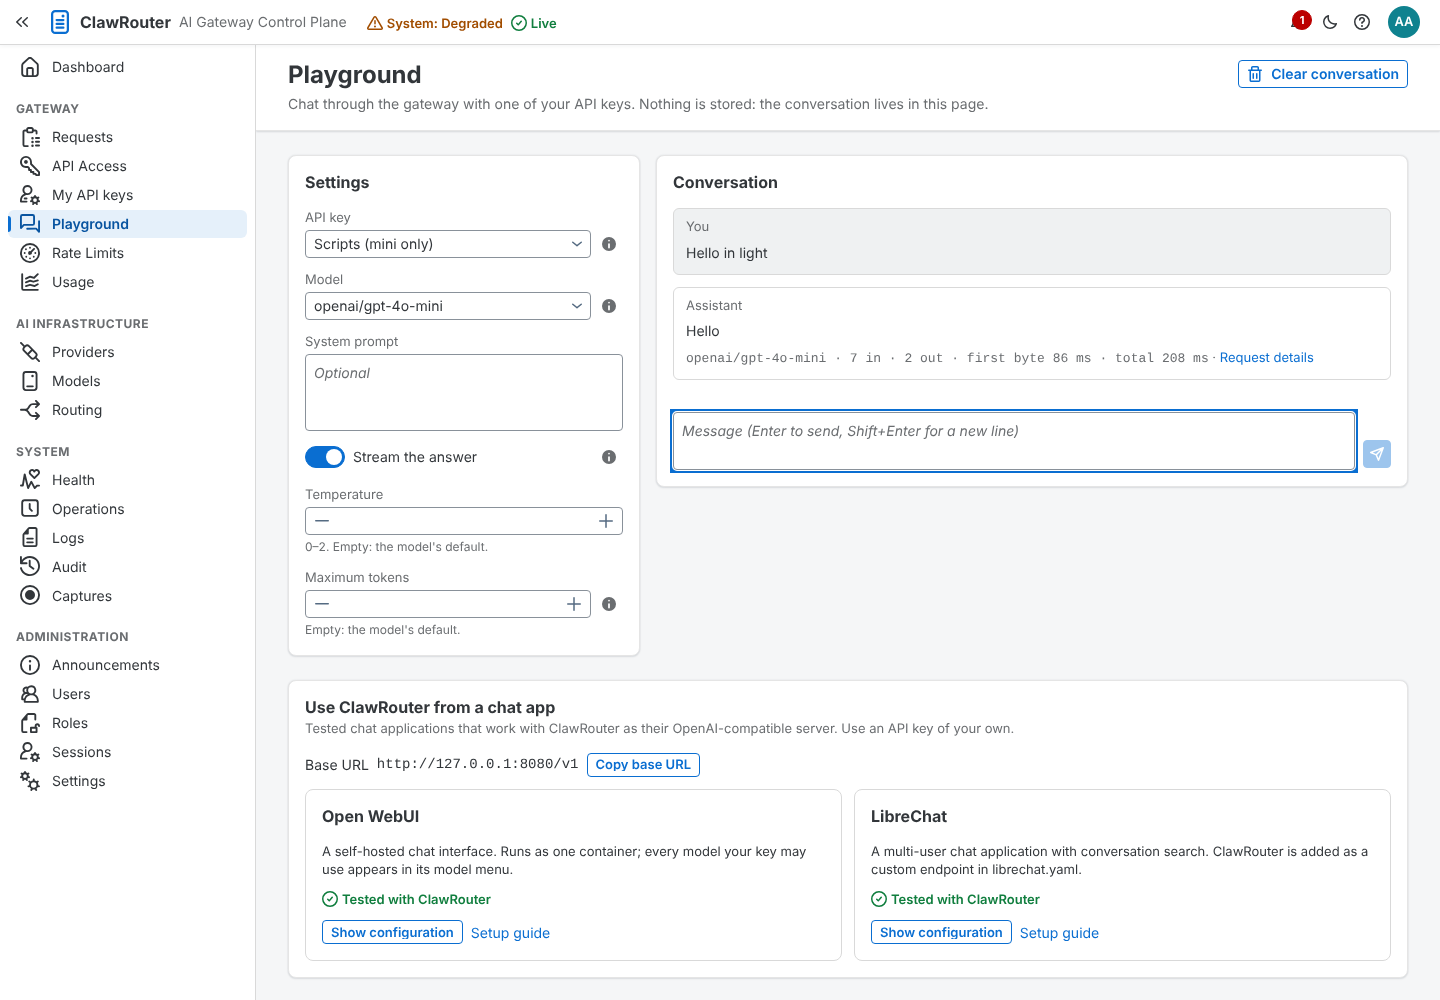 ClawRouter AI Gateway Control Plane System: Degraded Live 1 AA
Dashboard
GATEWAY
Requests
API Access
My API keys
Playground
Rate Limits
Usage
AI INFRASTRUCTURE
Providers
Models
Routing
SYSTEM
Health
Operations
Logs
Audit
Captures
ADMINISTRATION
Announcements
Users
Roles
Sessions
Settings
Playground
Clear conversation
Chat through the gateway with one of your API keys. Nothing is stored: the conversation lives in this page.
Settings
API key
Scripts (mini only)
Model
openai/gpt-4o-mini
System prompt
Optional
Stream the answer
Temperature
0–2. Empty: the model's default.
Maximum tokens
Empty: the model's default.
Conversation
You
Hello in light
Assistant
Hello
openai/gpt-4o-mini · 7 in · 2 out · first byte 86 ms · total 208 ms · Request details
Message (Enter to send, Shift+Enter for a new line)
Use ClawRouter from a chat app
Tested chat applications that work with ClawRouter as their OpenAI-compatible server. Use an API key of your own.
Base URL http://127.0.0.1:8080/v1 Copy base URL
Open WebUI
A self-hosted chat interface. Runs as one container; every model your key may
use appears in its model menu.
Tested with ClawRouter
Show configuration Setup guide
LibreChat
A multi-user chat application with conversation search. ClawRouter is added as a
custom endpoint in librechat.yaml.
Tested with ClawRouter
Show configuration Setup guide